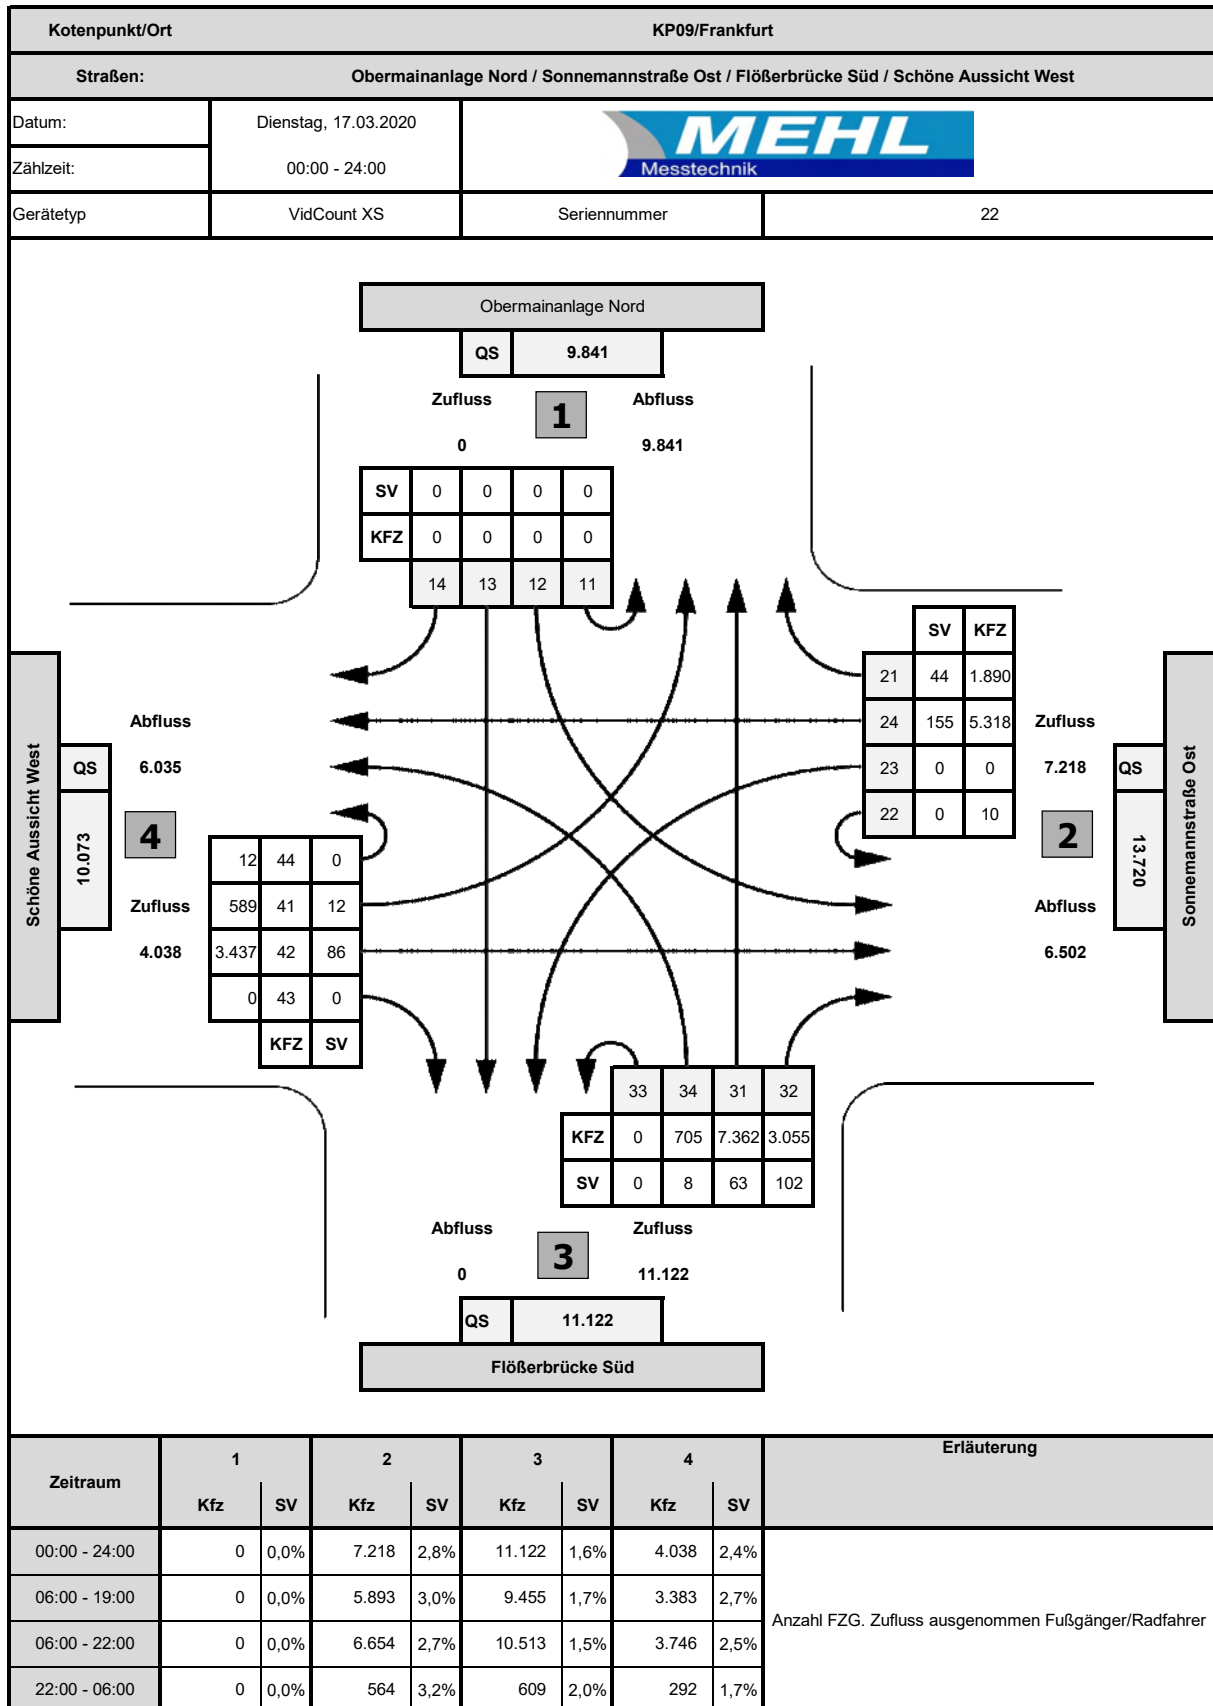 Kotenpunkt/Ort KP09/Frankfurt
Straßen: Obermainanlage Nord / Sonnemannstraße Ost / Flößerbrücke Süd / Schöne Aussicht West
Datum: Dienstag, 17.03.2020
MEHL
Messtechnik
Zählzeit: 00:00 - 24:00
Gerätetyp VidCount XS Seriennummer 22
Obermainanlage Nord
QS 9.841
Zufluss 1 Abfluss
0 9.841
SV 0 0 0 0
KFZ 0 0 0 0
14 13 12 11
SV KFZ
21 44 1.890
24 155 5.318 Zufluss
23 0 0 7.218 QS
22 0 10 2 13.720
Abfluss
6.502
Sonnemannstraße Ost
Schöne Aussicht West
Abfluss
QS 6.035
10.073 4
12 44 0
Zufluss 589 41 12
4.038 3.437 42 86
0 43 0
KFZ SV
33 34 31 32
KFZ 0 705 7.362 3.055
SV 0 8 63 102
Abfluss 3 Zufluss
0 11.122
QS 11.122
Flößerbrücke Süd
Zeitraum 1 2 3 4 Erläuterung
Kfz SV Kfz SV Kfz SV Kfz SV
00:00 - 24:00 0 0,0% 7.218 2,8% 11.122 1,6% 4.038 2,4%
06:00 - 19:00 0 0,0% 5.893 3,0% 9.455 1,7% 3.383 2,7%
Anzahl FZG. Zufluss ausgenommen Fußgänger/Radfahrer
06:00 - 22:00 0 0,0% 6.654 2,7% 10.513 1,5% 3.746 2,5%
22:00 - 06:00 0 0,0% 564 3,2% 609 2,0% 292 1,7%